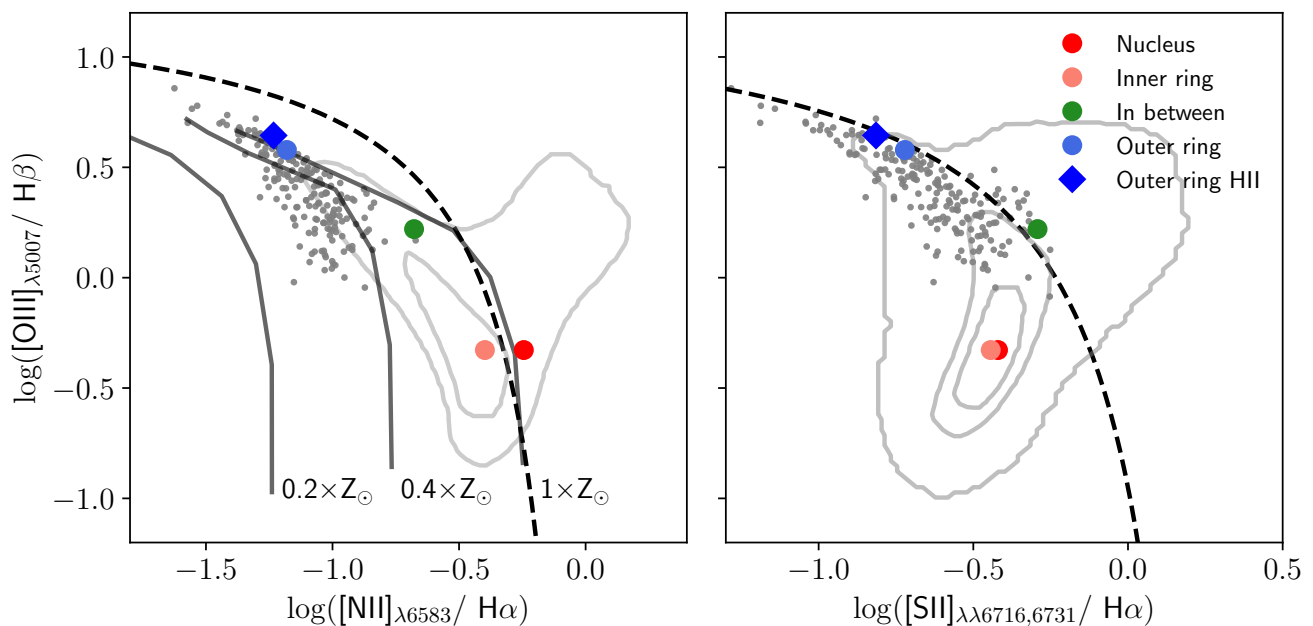 log([OIII]λ5007/ Hβ)
1.0
0.5
0.0
−0.5
−1.0
0.2×Z⊙ 0.4×Z⊙ 1×Z⊙
−1.5 −1.0 −0.5 0.0
log([NII]λ6583/ Hα)
Nucleus
Inner ring
In between
Outer ring
Outer ring HII
−1.0 −0.5 0.0 0.5
log([SII]λλ6716,6731/ Hα)